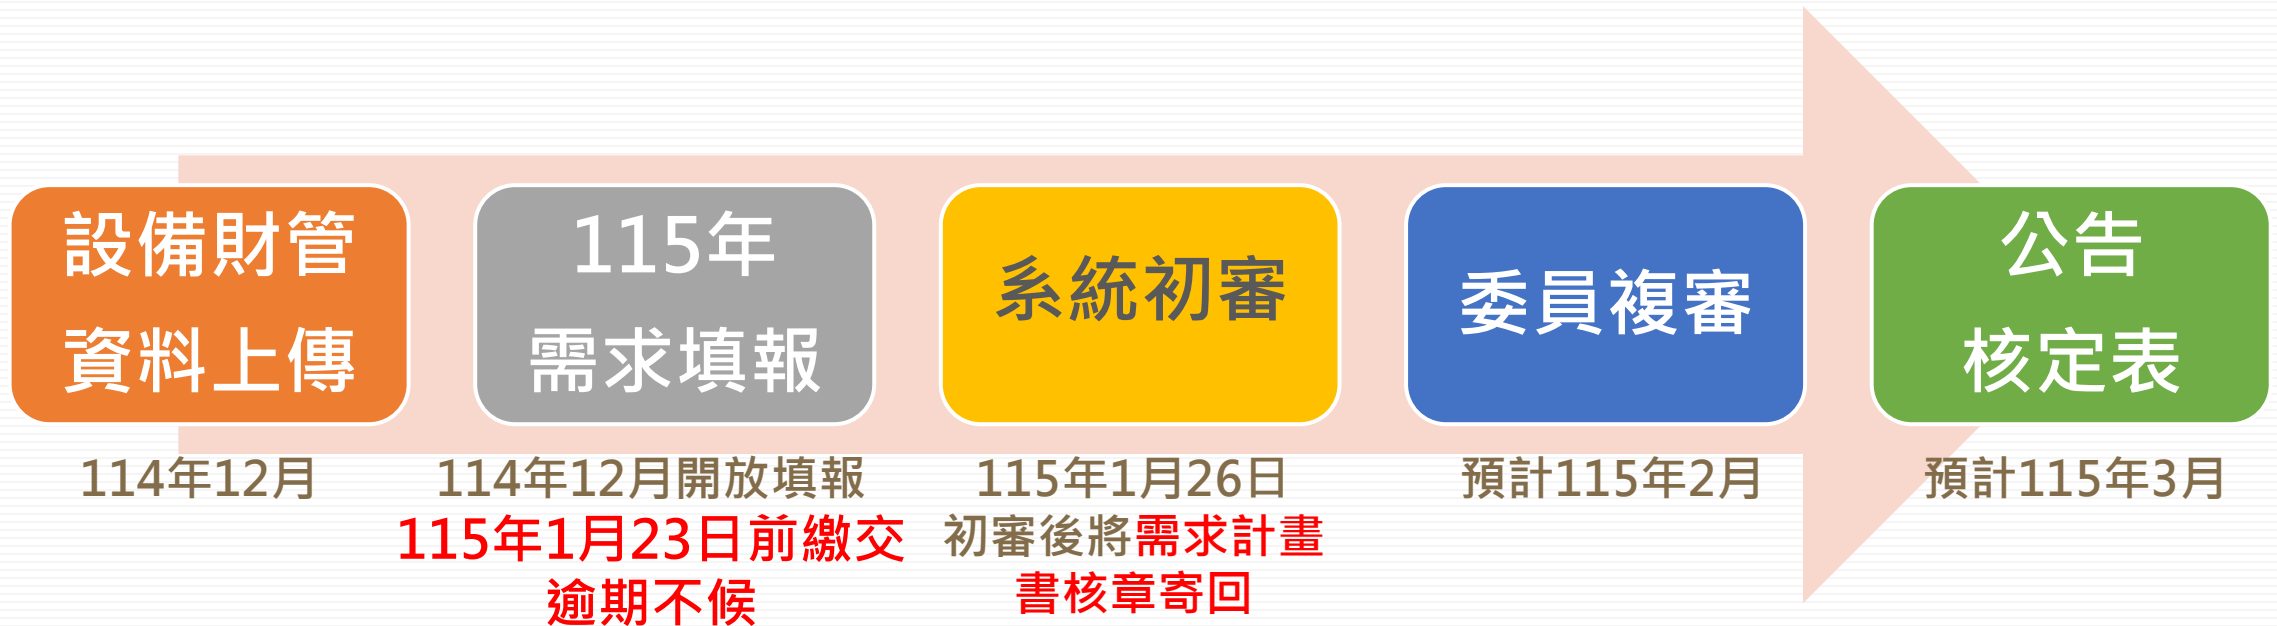 設備財管
資料上傳
115年
需求填報
系統初審
委員複審
公告
核定表
114年12月
114年12月開放填報
115年1月23日前繳交
逾期不候
115年1月26日
初審後將需求計畫
書核章寄回
預計115年2月
預計115年3月